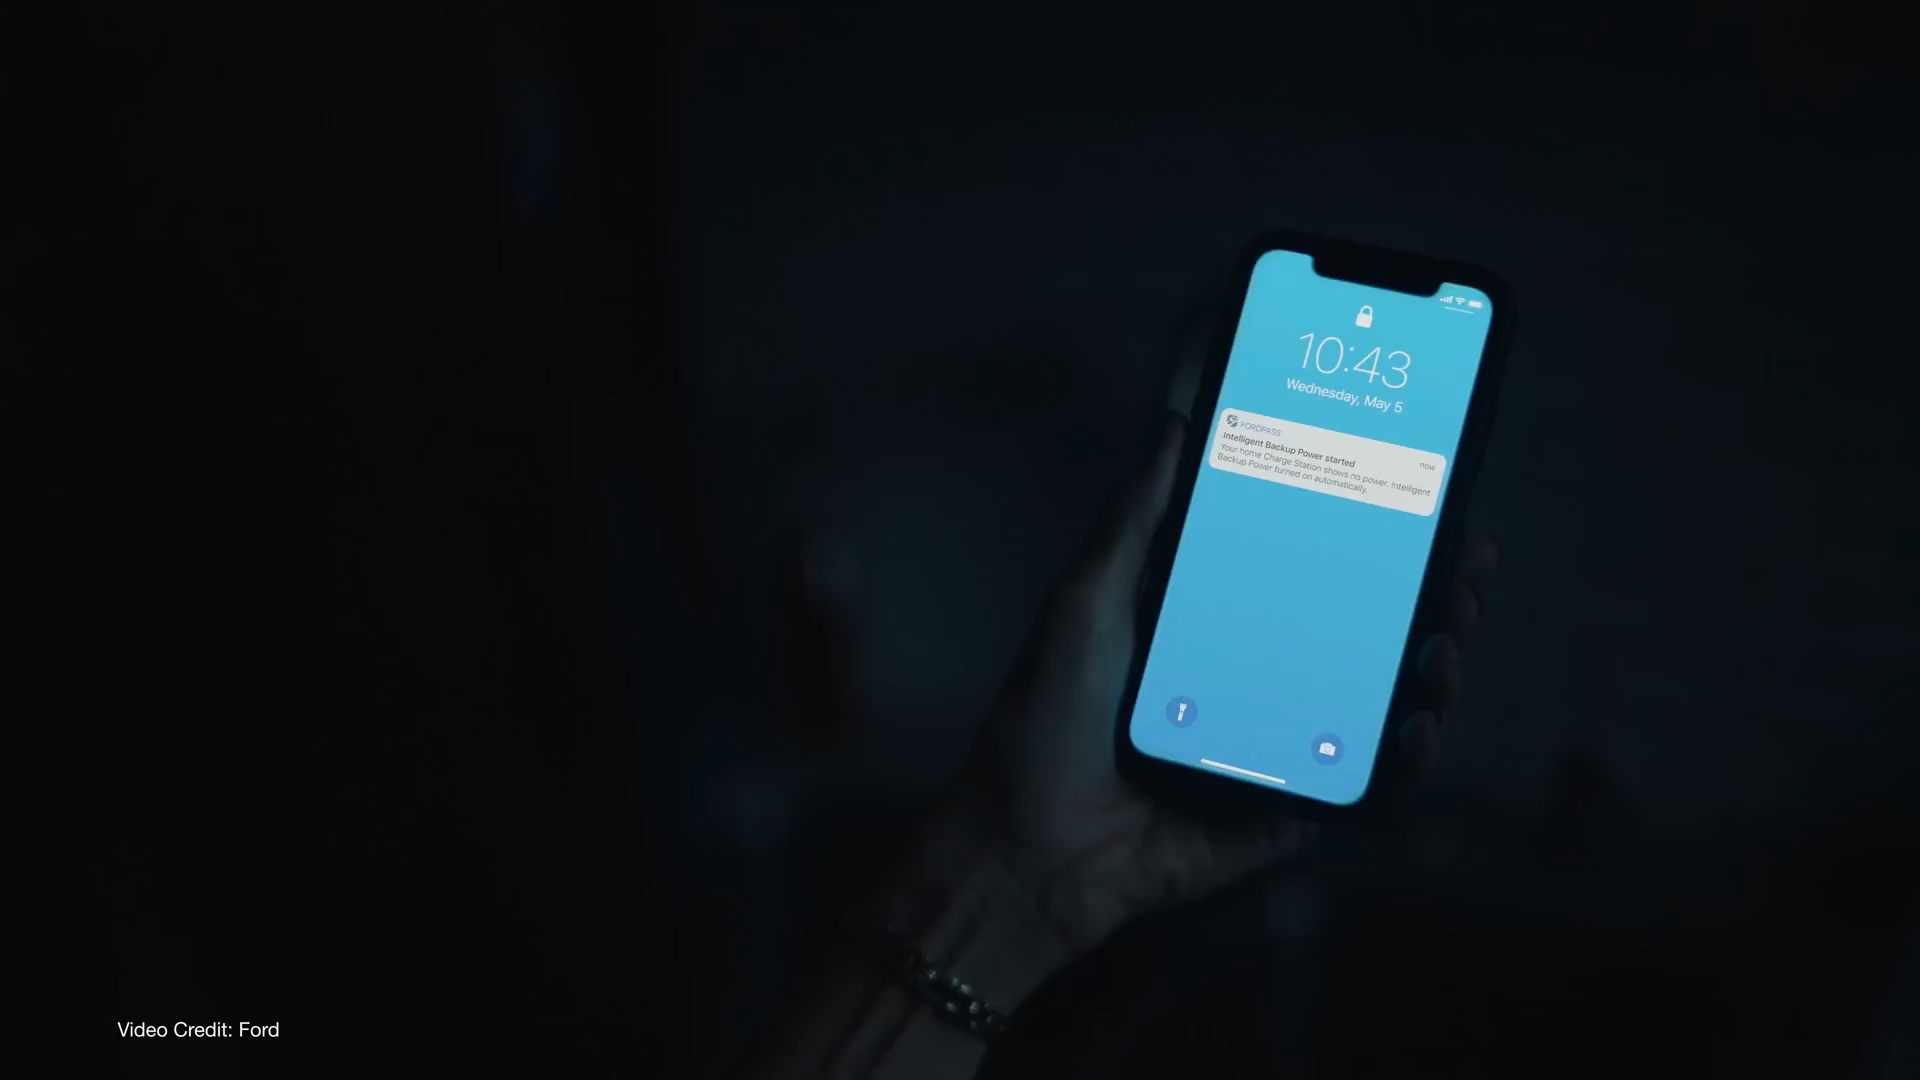 10:43
Wednesday, May 5
FORDPASS
now
Intelligent Backup Power started
Your home Charge Station shows no power. Intelligent
Backup Power turned on automatically.
Video Credit: Ford